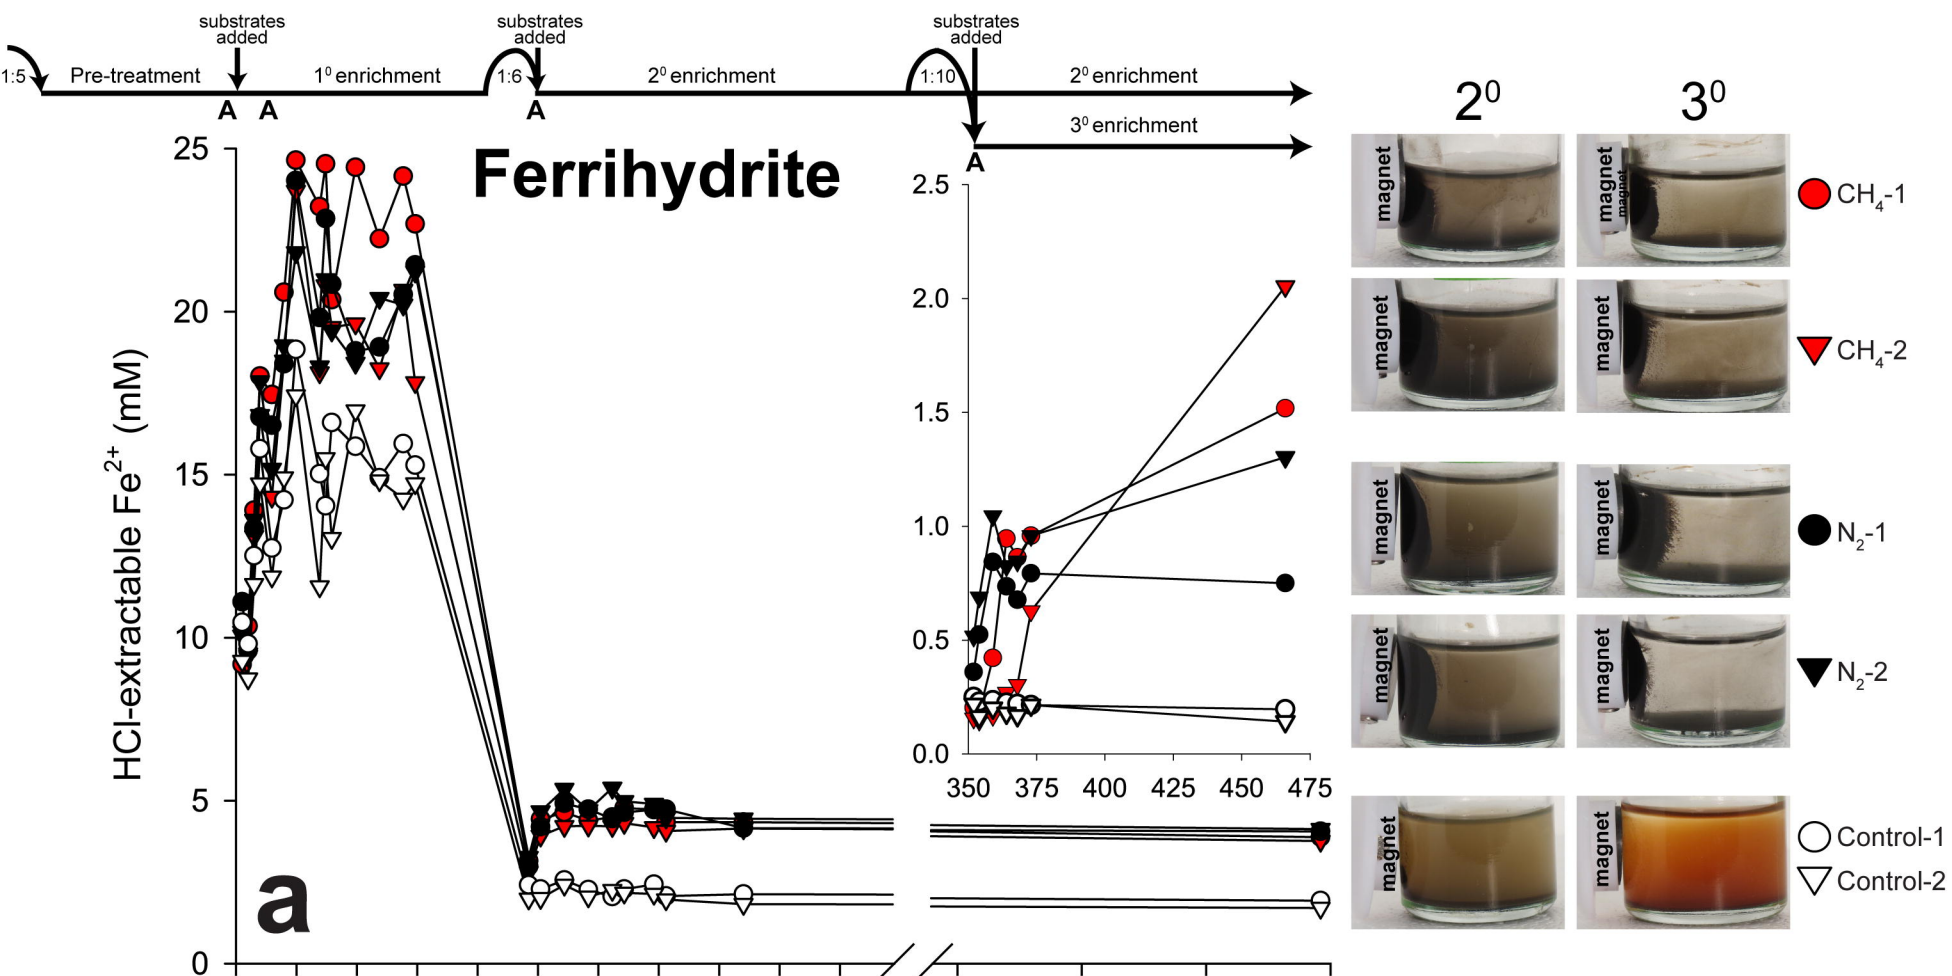 substrates
added
substrates
added
substrates
added
1:5
Pre-treatment
1⁰ enrichment
1:6
2⁰ enrichment
1:10
2⁰ enrichment
A
A
A
3⁰ enrichment
A
2⁰
3⁰
Ferrihydrite
HCl-extractable Fe²⁺ (mM)
25
20
15
10
5
0
2.5
2.0
1.5
1.0
0.5
0.0
350
375
400
425
450
475
a
magnet
magnet
magnet
CH₄-1
magnet
magnet
CH₄-2
magnet
magnet
N₂-1
magnet
magnet
N₂-2
magnet
magnet
Control-1
Control-2